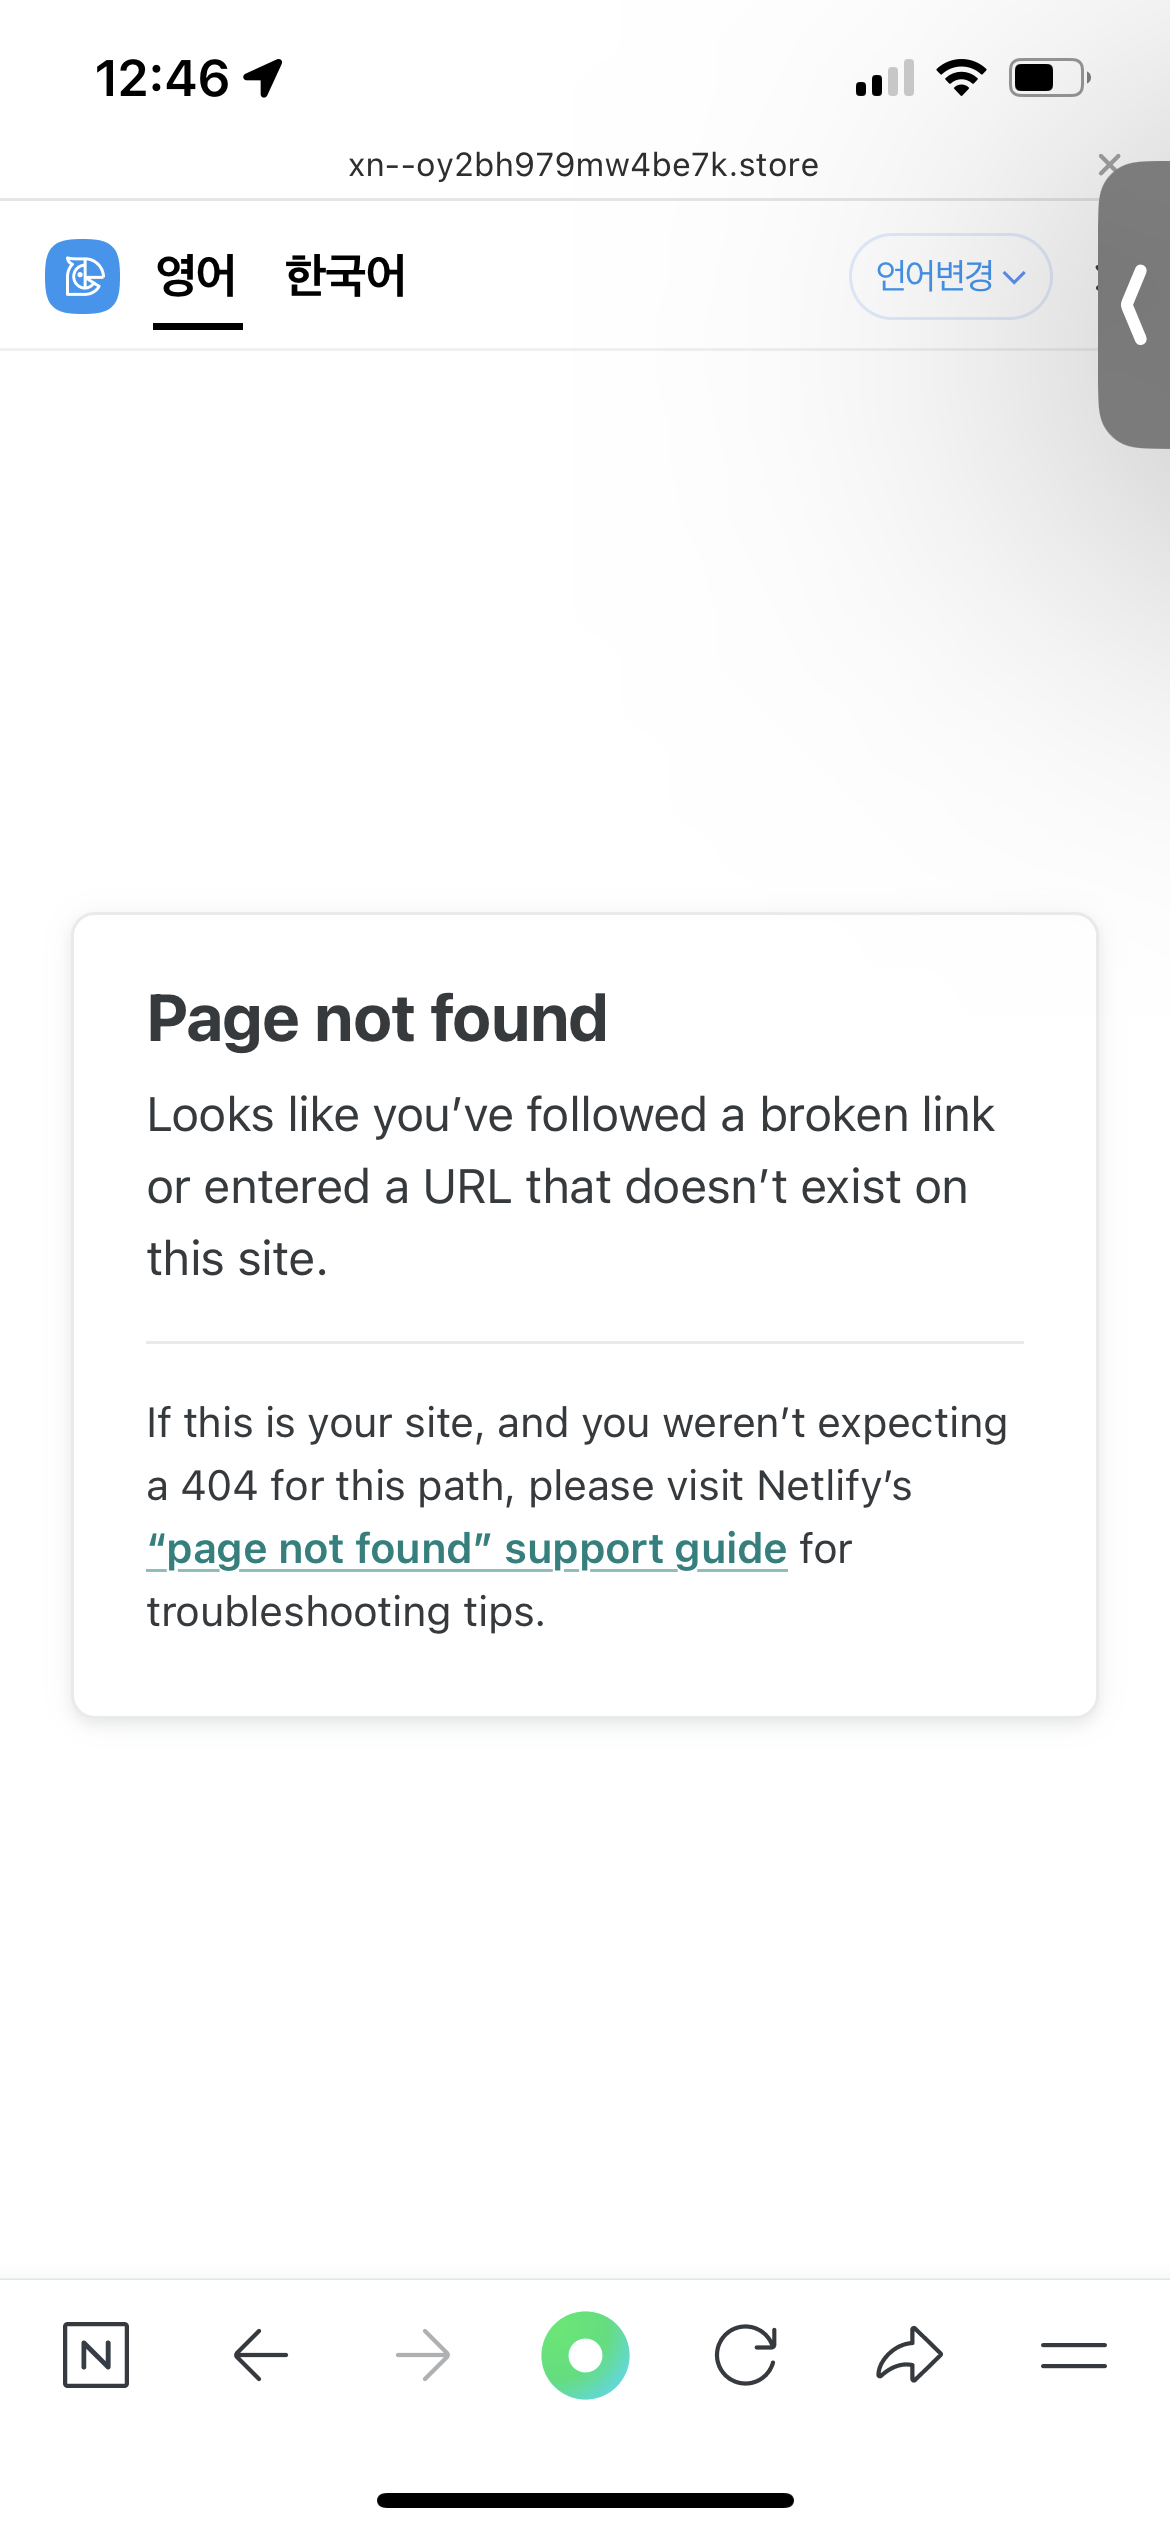 12:46
xn--oy2bh979mw4be7k.store
영어 한국어 언어변경
Page not found
Looks like you’ve followed a broken link
or entered a URL that doesn’t exist on
this site.
If this is your site, and you weren’t expecting
a 404 for this path, please visit Netlify’s
“page not found” support guide for
troubleshooting tips.
N